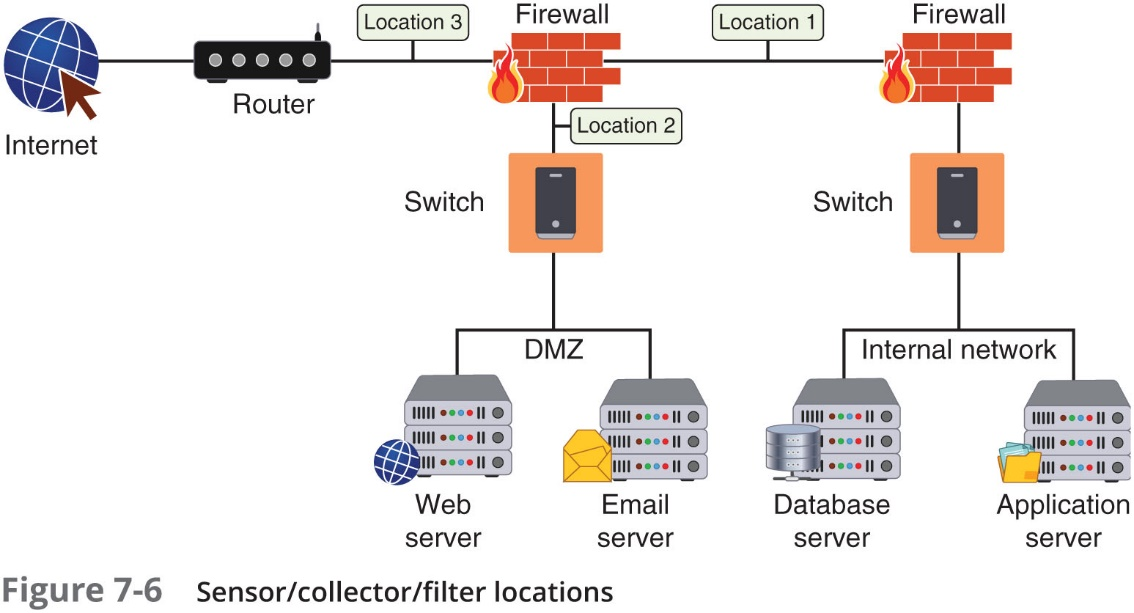 Location 3
Firewall
Location 1
Firewall
Router
Internet
Location 2
Switch
Switch
DMZ
Internal network
Web
server
Email
server
Database
server
Application
server
Figure 7-6 Sensor/collector/filter locations